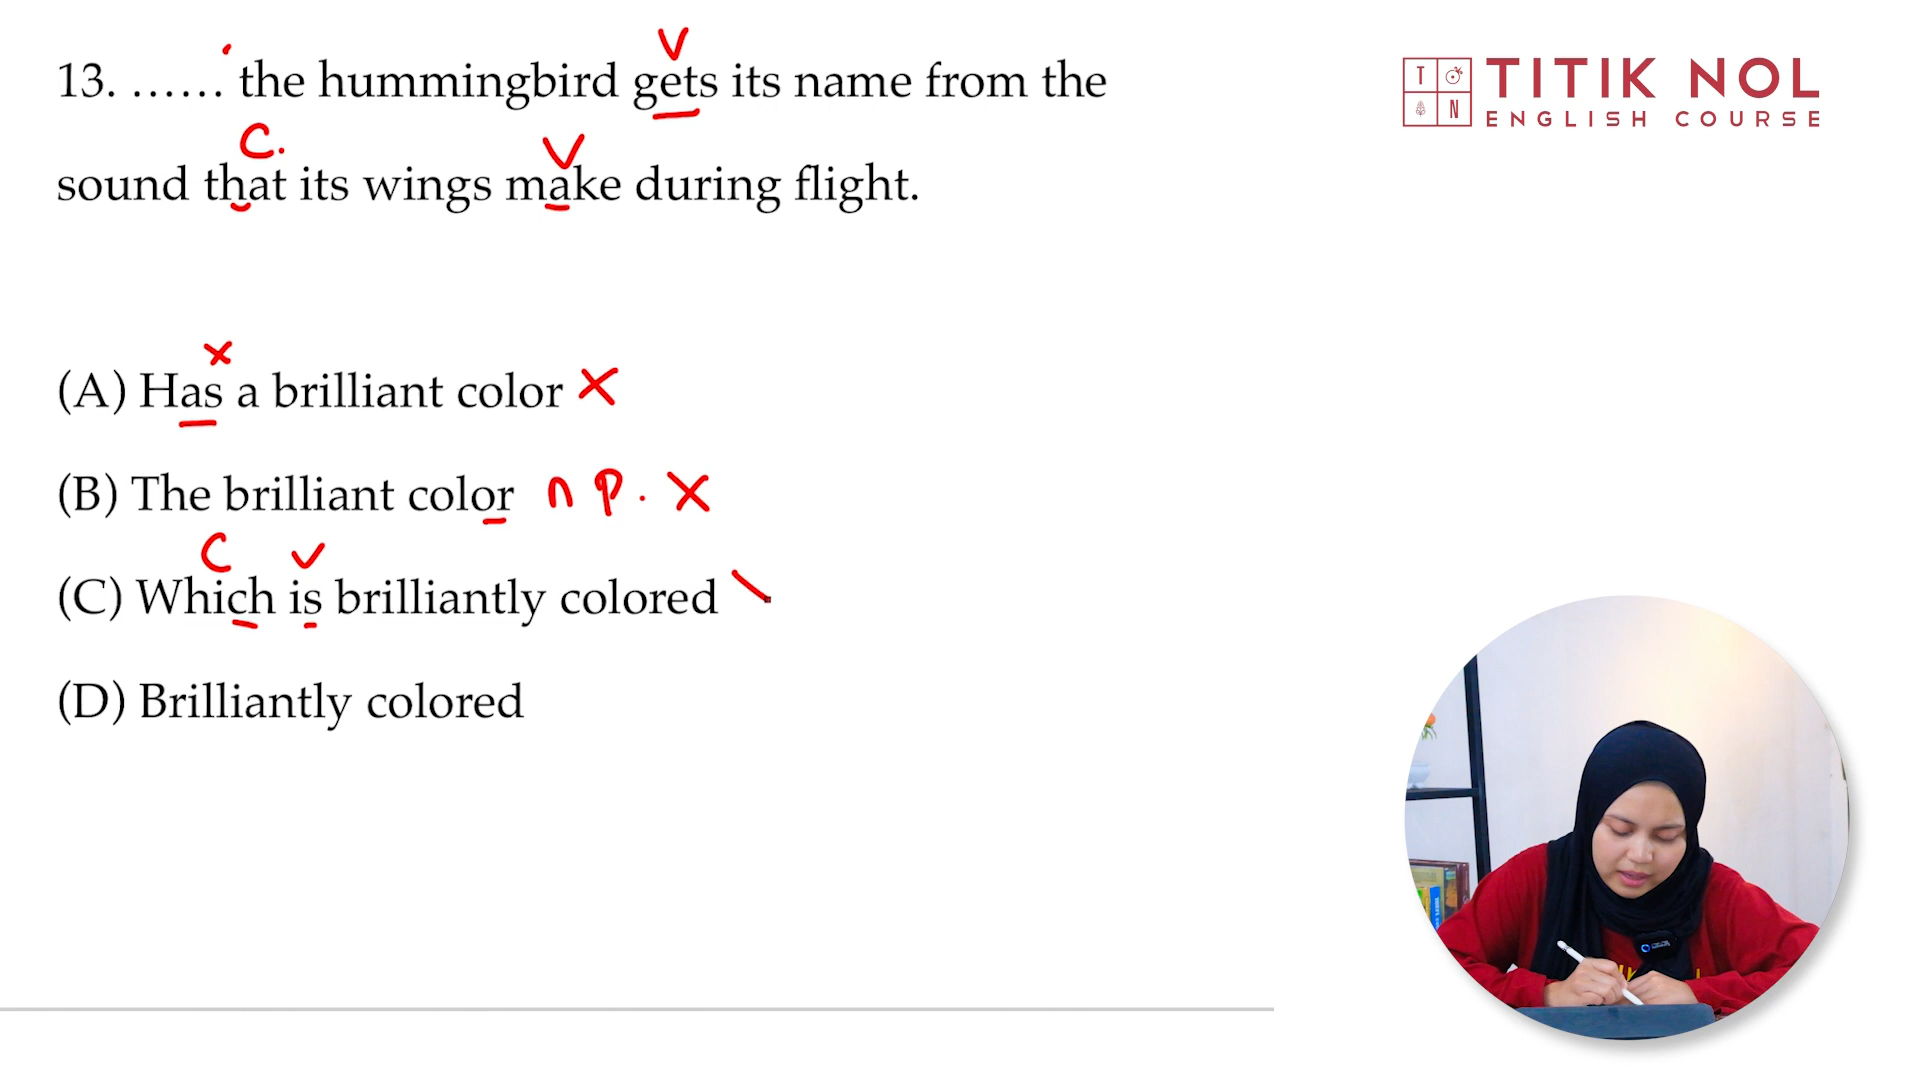 13. ...... the hummingbird gets its name from the
sound that its wings make during flight.
V
C.
V
(A) Has a brilliant color
x
X
(B) The brilliant color
n p. X
(C) Which is brilliantly colored
C
V
(D) Brilliantly colored
T
N
TITIK NOL
ENGLISH COURSE